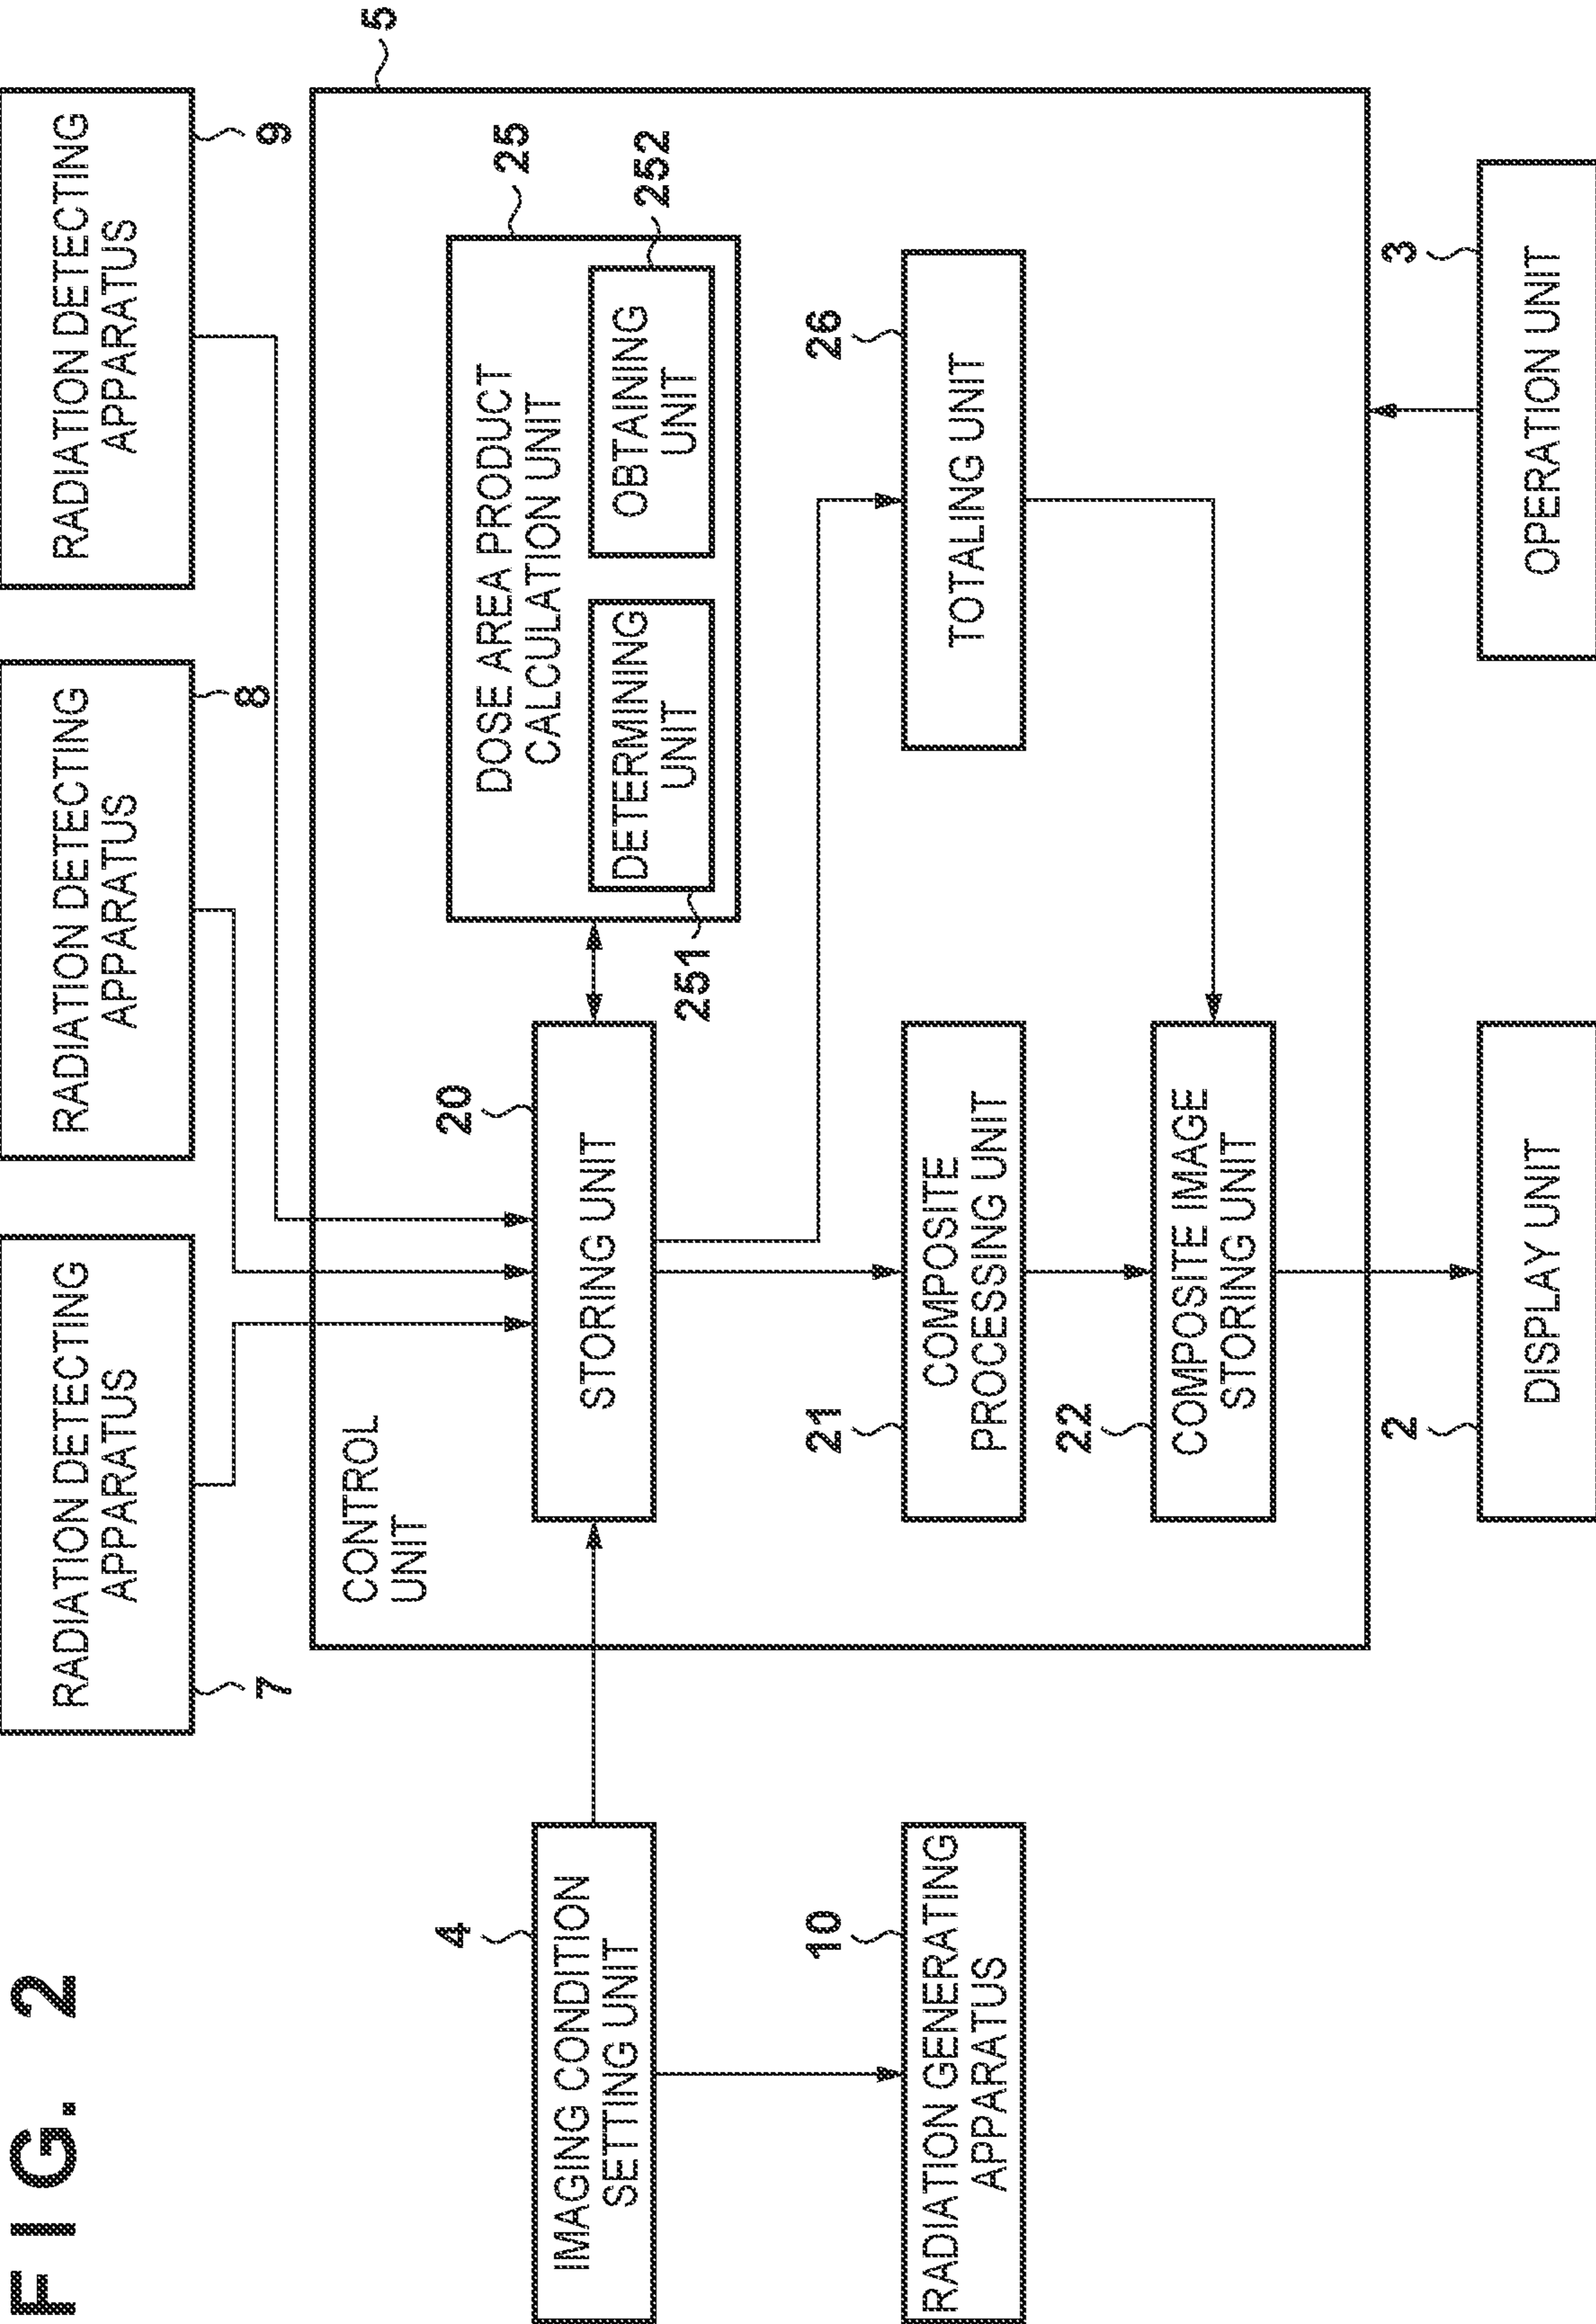 FIG. 2
RADIATION DETECTING
APPARATUS
7
RADIATION DETECTING
APPARATUS
8
RADIATION DETECTING
APPARATUS
9
5
CONTROL
UNIT
4
IMAGING CONDITION
SETTING UNIT
20
STORING UNIT
25
DOSE AREA PRODUCT
CALCULATION UNIT
DETERMINING
UNIT
251
OBTAINING
UNIT
252
10
RADIATION GENERATING
APPARATUS
21
COMPOSITE
PROCESSING UNIT
26
TOTALING UNIT
22
COMPOSITE IMAGE
STORING UNIT
2
DISPLAY UNIT
3
OPERATION UNIT